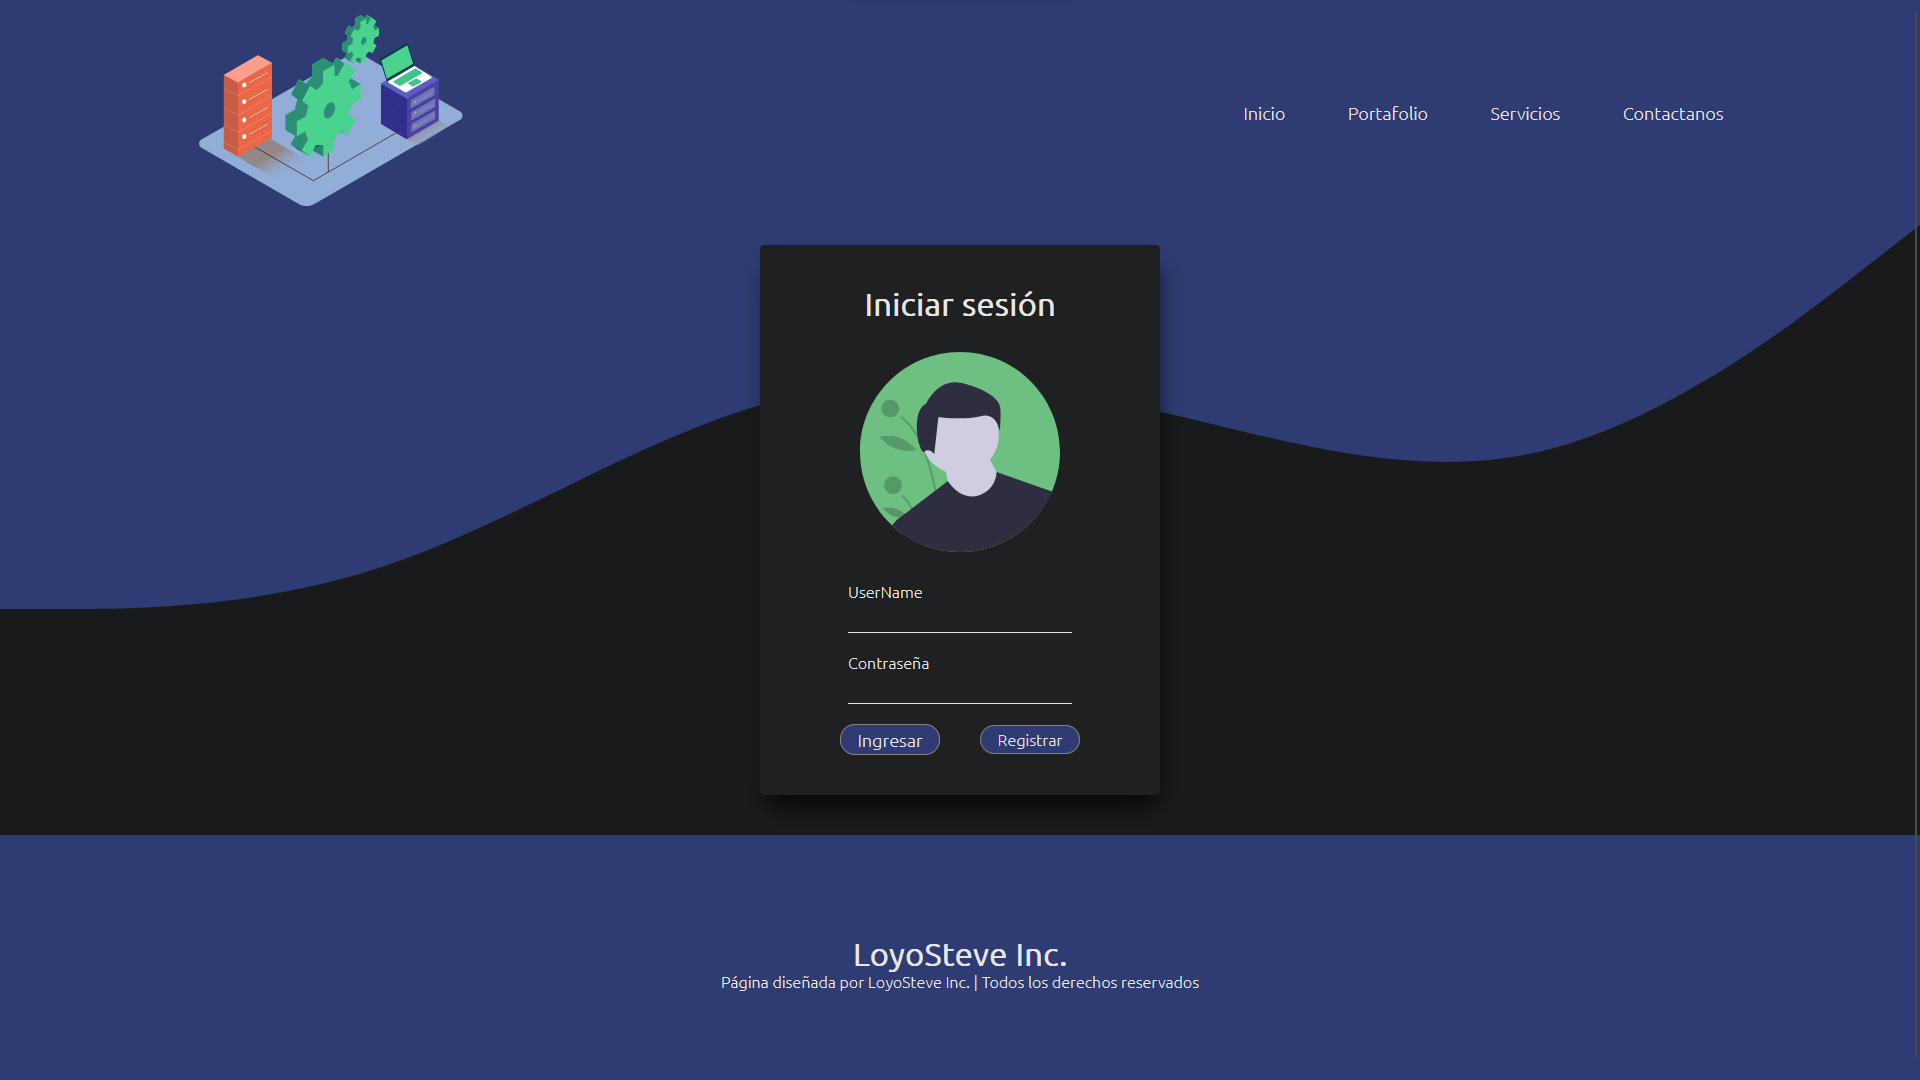 Inicio
Portafolio
Servicios
Contactanos
Iniciar sesión
UserName
Contraseña
Ingresar
Registrar
LoyoSteve Inc.
Página diseñada por LoyoSteve Inc. | Todos los derechos reservados